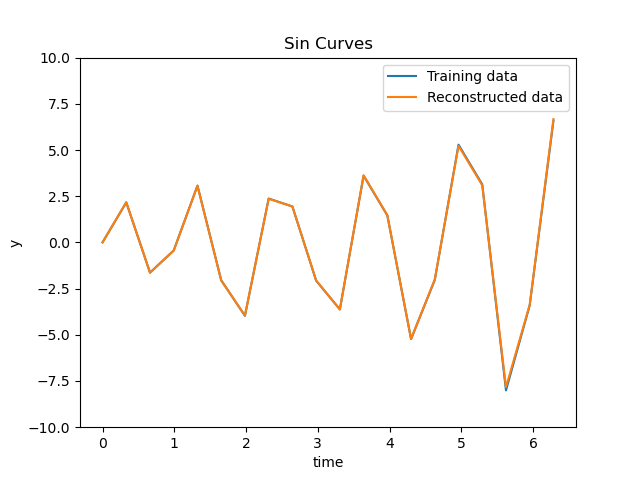 Sin Curves
Training data
Reconstructed data
10.0
7.5
5.0
2.5
0.0
−2.5
−5.0
−7.5
−10.0
y
0 1 2 3 4 5 6
time